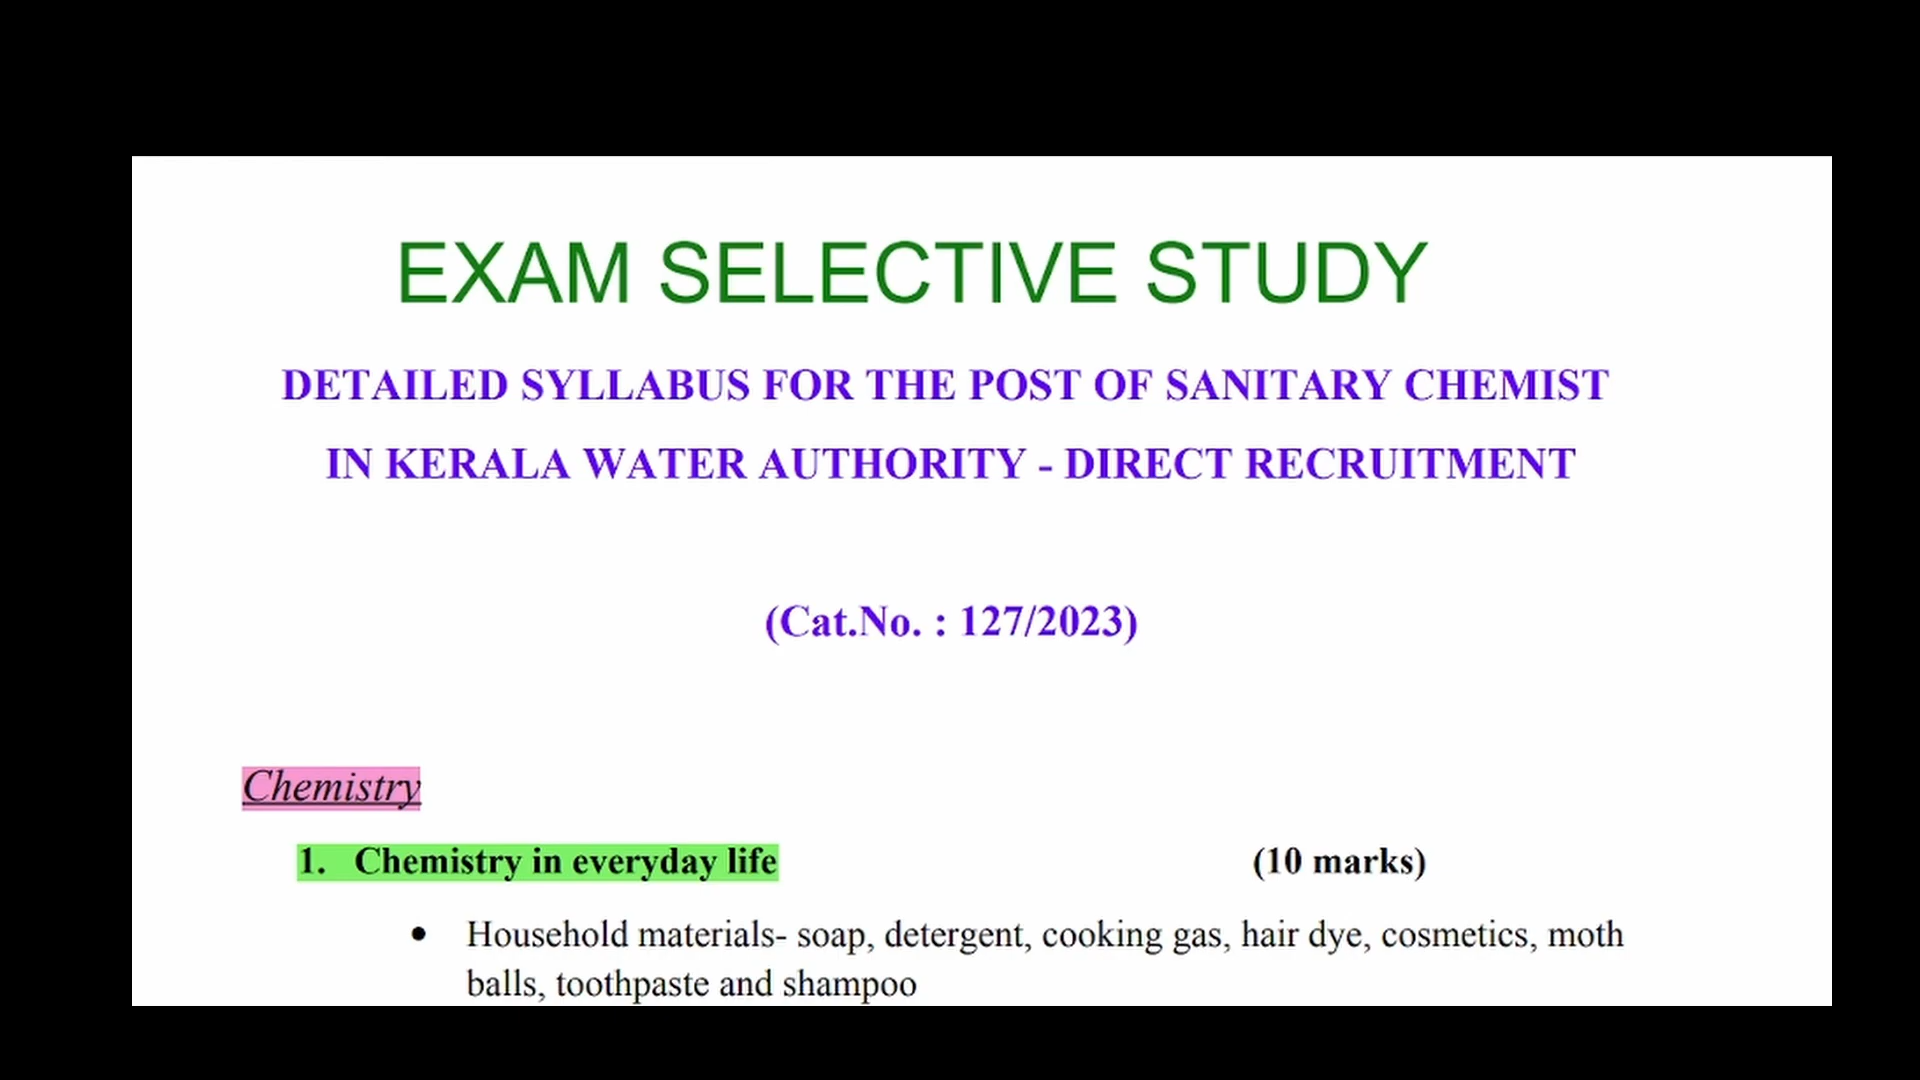 EXAM SELECTIVE STUDY
DETAILED SYLLABUS FOR THE POST OF SANITARY CHEMIST
IN KERALA WATER AUTHORITY - DIRECT RECRUITMENT
(Cat.No. : 127/2023)
Chemistry
1. Chemistry in everyday life (10 marks)
• Household materials- soap, detergent, cooking gas, hair dye, cosmetics, moth
balls, toothpaste and shampoo